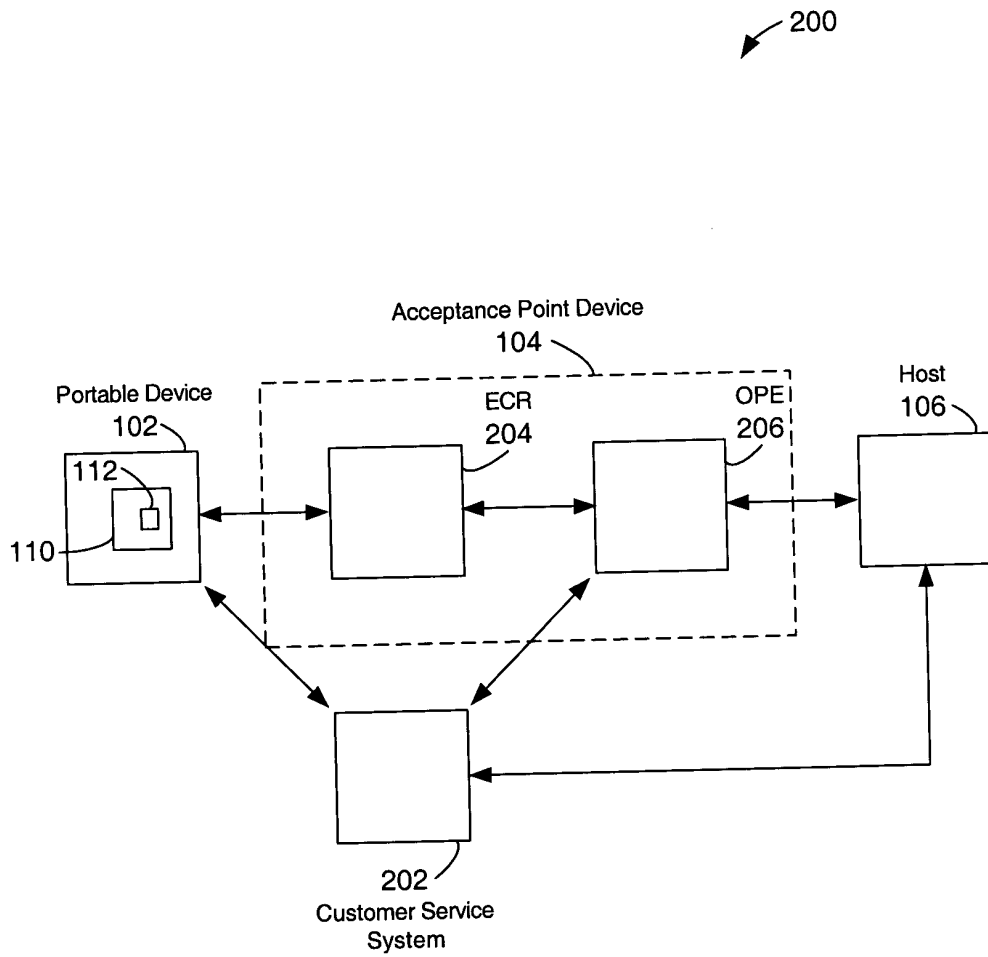 200
Acceptance Point Device
104
Portable Device
102
ECR
204
OPE
206
Host
106
112
110
202
Customer Service
System